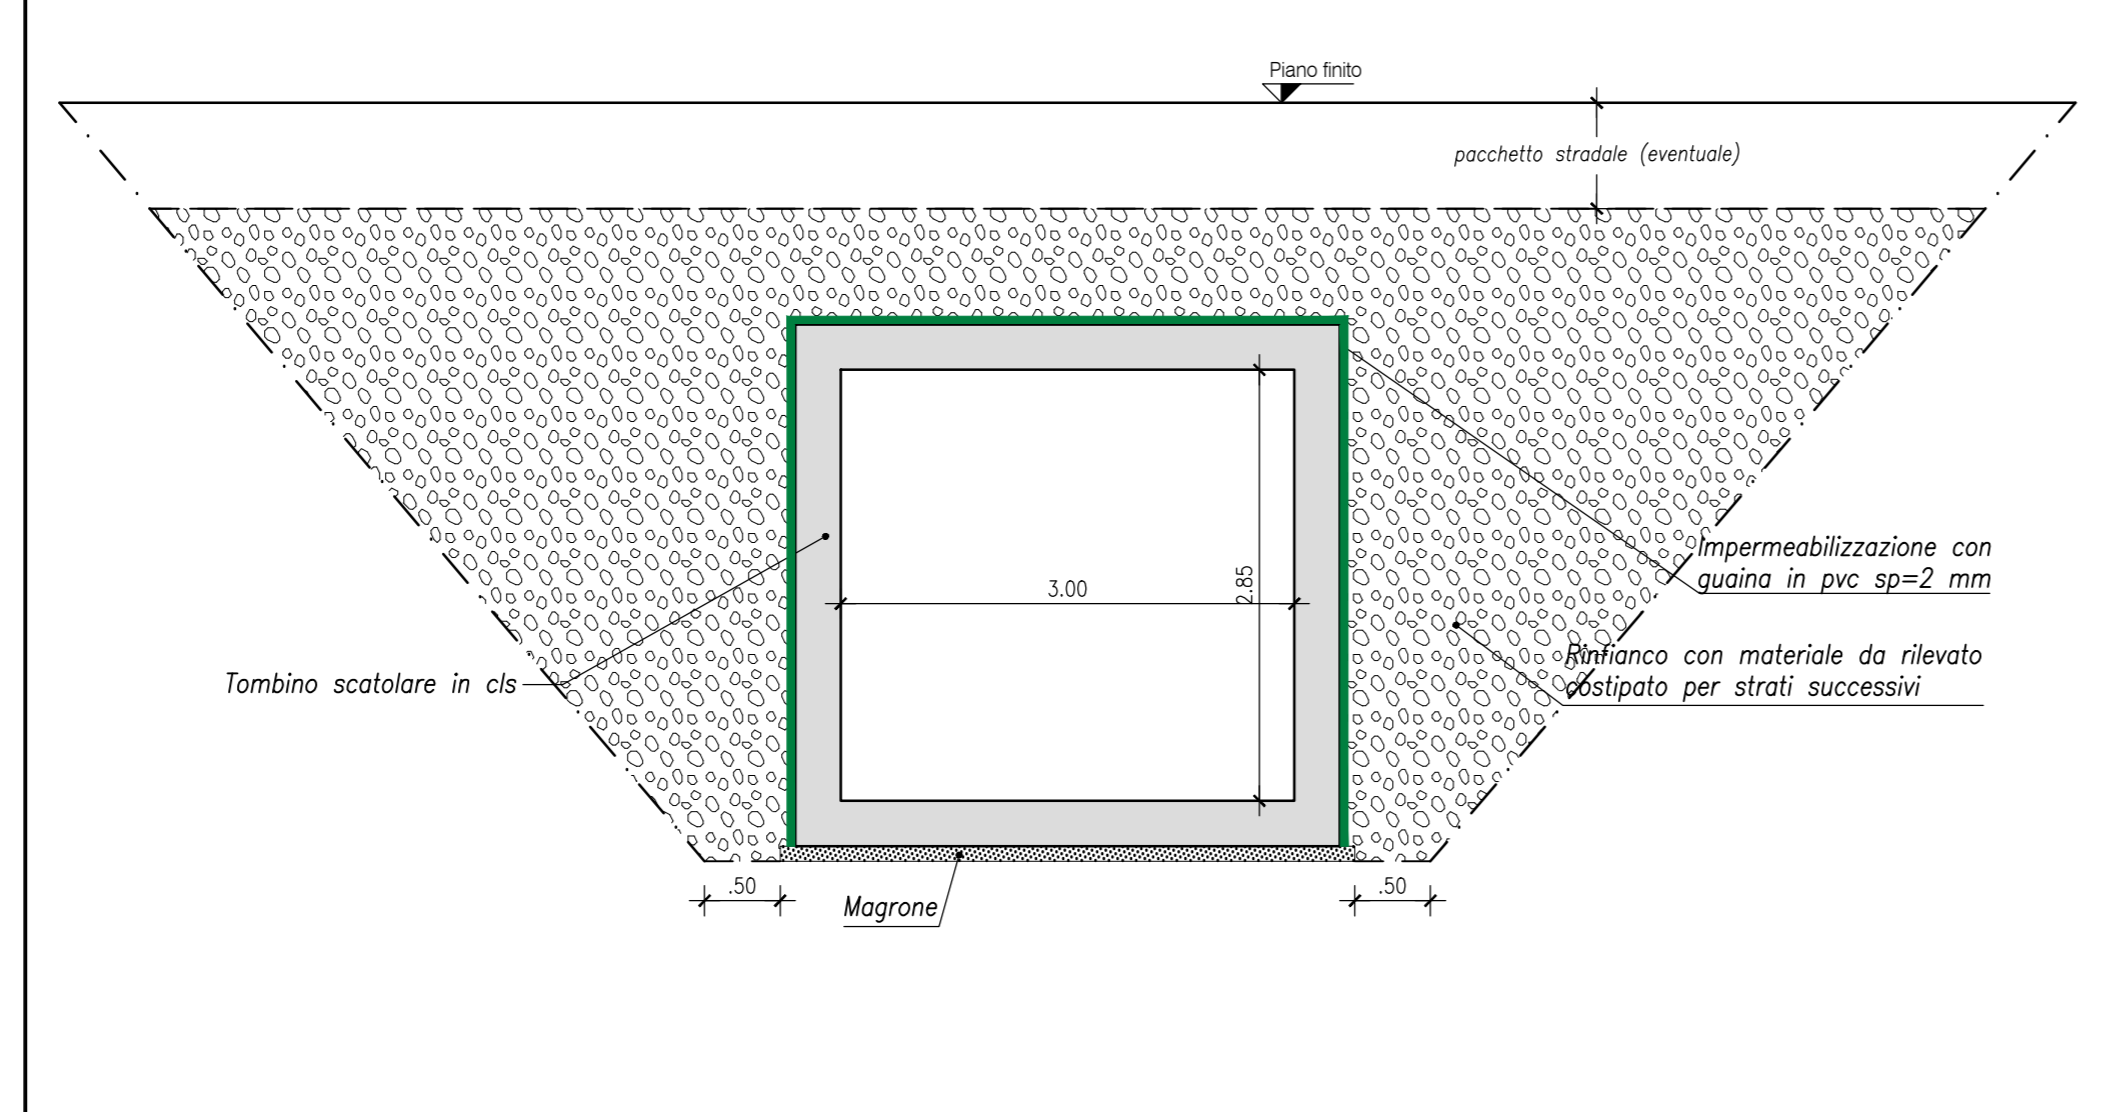 Piano finito
pacchetto stradale (eventuale)
Impermeabilizzazione con
guaina in pvc sp=2 mm
3.00
2.85
Rinfianco con materiale da rilevato
costipato per strati successivi
Tombino scatolare in cls
.50
.50
Magrone